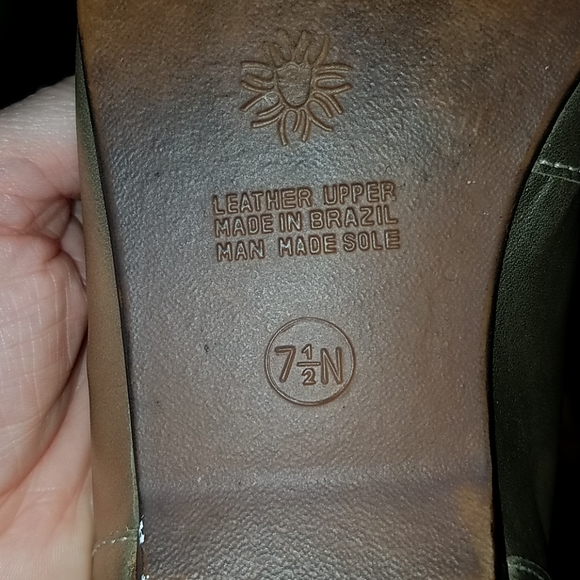 LEATHER UPPER
MADE IN BRAZIL
MAN MADE SOLE
7½N